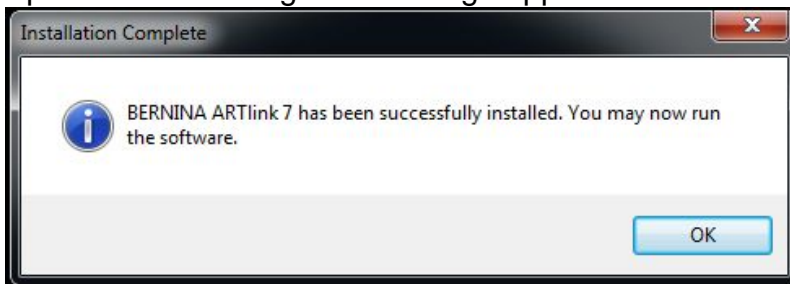 Installation Complete
BERNINA ARTlink 7 has been successfully installed. You may now run
the software.
OK